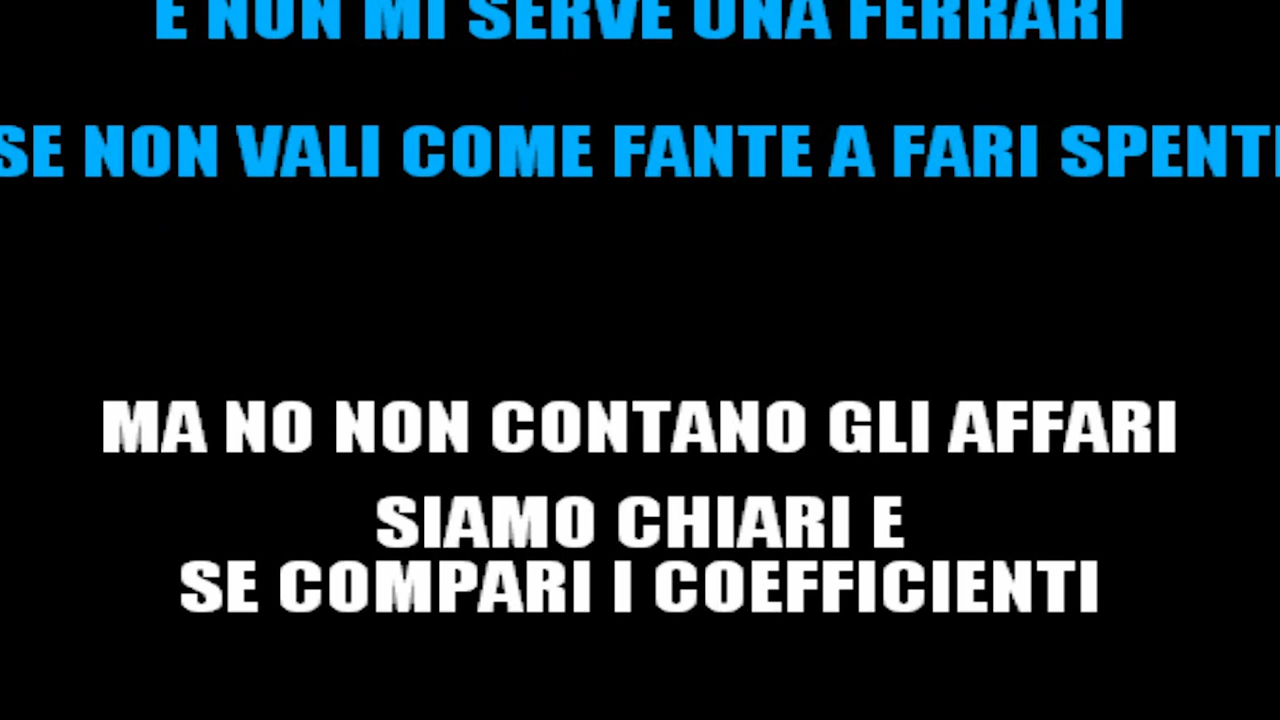 E NON MI SERVE UNA FERRARI
SE NON VALI COME FANTE A FARI SPENTI
MA NO NON CONTANO GLI AFFARI
SIAMO CHIARI E
SE COMPARI I COEFFICIENTI